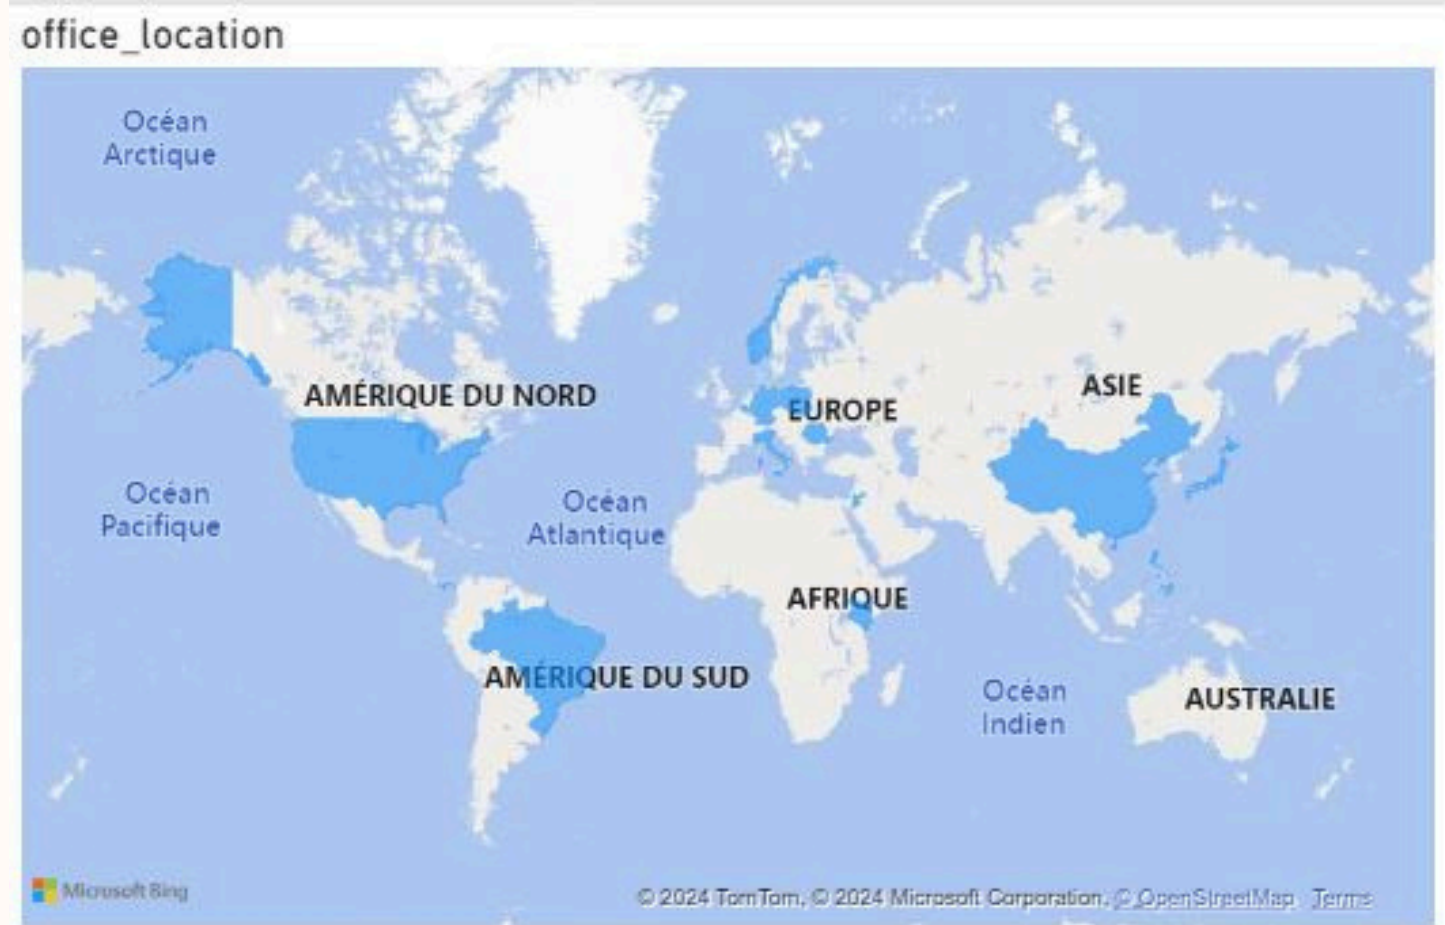 office_location
Océan
Arctique
AMÉRIQUE DU NORD
ASIE
EUROPE
Océan
Pacifique
Océan
Atlantique
AFRIQUE
AMÉRIQUE DU SUD
Océan
Indien
AUSTRALIE
Microsoft Bing
© 2024 TomTom, © 2024 Microsoft Corporation, © OpenStreetMap Terms